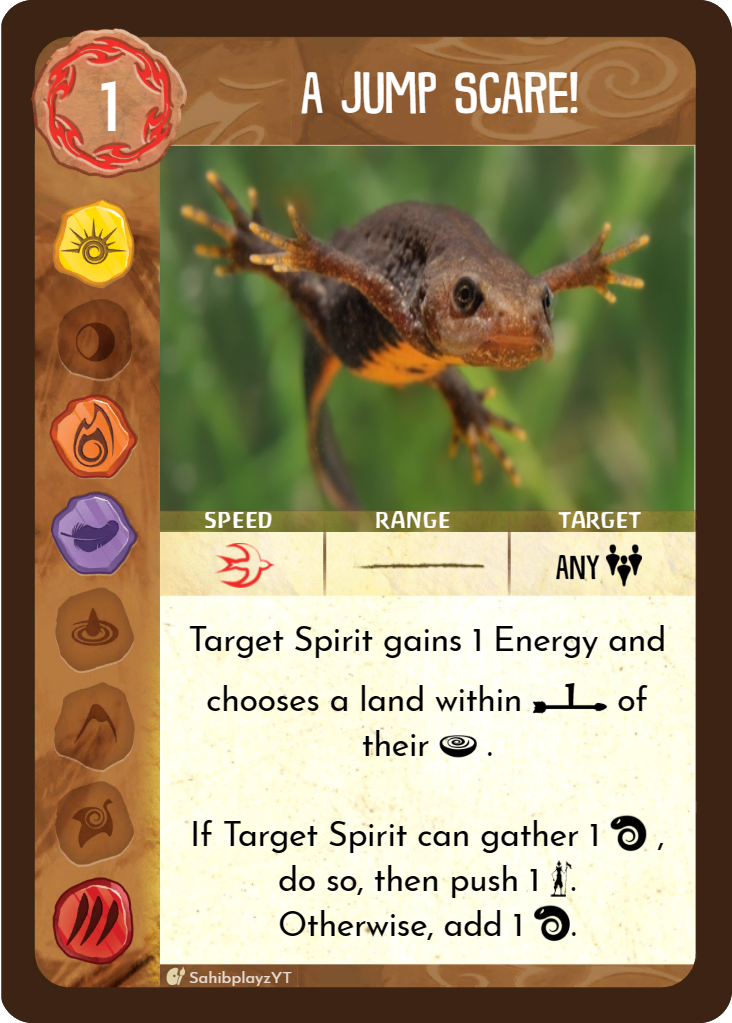 1
A JUMP SCARE!
SPEED RANGE TARGET
ANY
Target Spirit gains 1 Energy and
chooses a land within 1 of
their .
If Target Spirit can gather 1 ,
do so, then push 1 .
Otherwise, add 1 .
SahibplayzYT